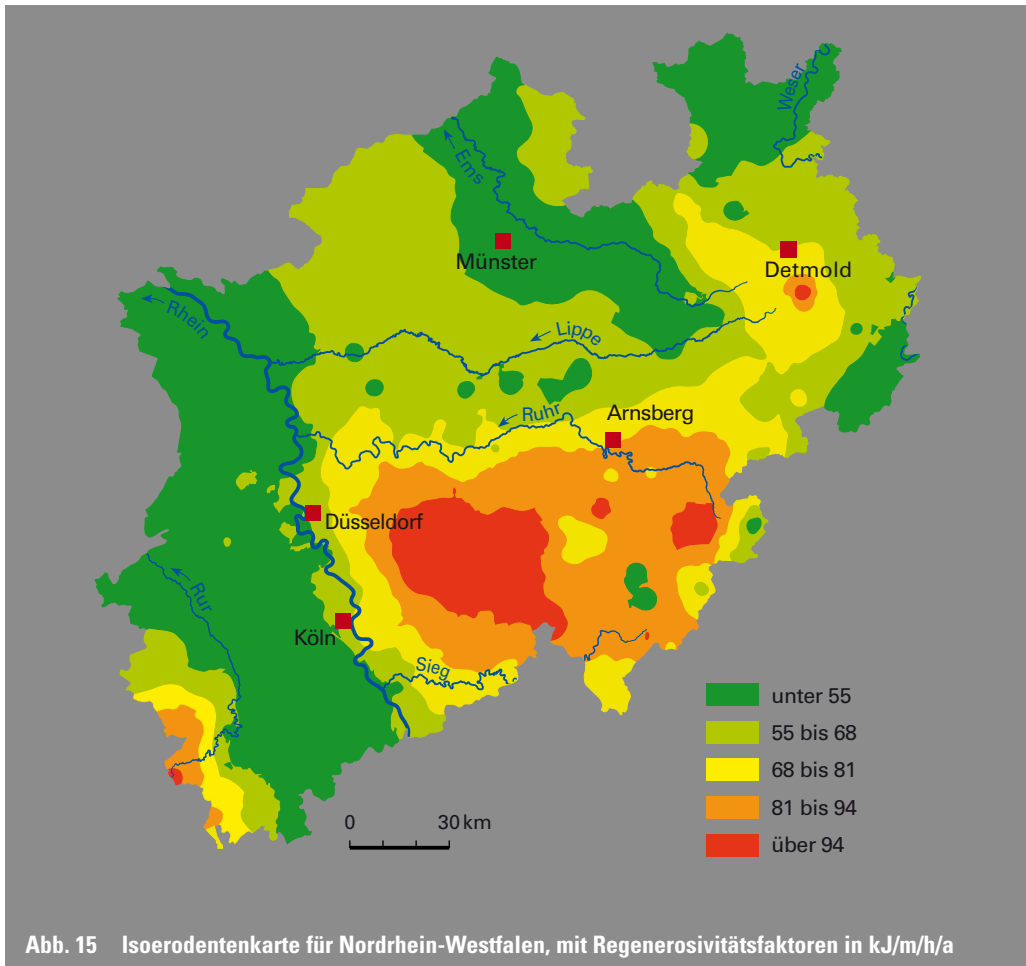 Weser
Ems
Münster
Detmold
Rhein
Lippe
Ruhr
Arnsberg
Düsseldorf
Rur
Köln
Sieg
unter 55
55 bis 68
68 bis 81
81 bis 94
über 94
0 30 km
Abb. 15 Isoerodentenkarte für Nordrhein-Westfalen, mit Regenerosivitätsfaktoren in kJ/m/h/a